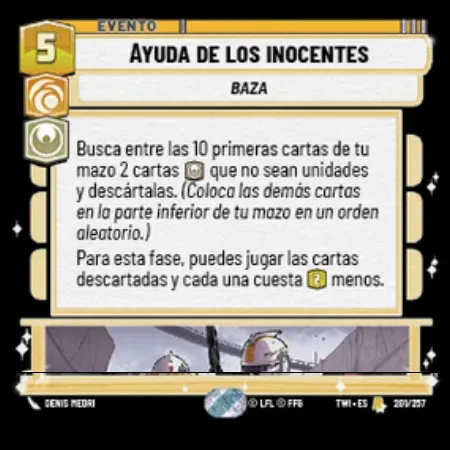 EVENTO
5
AYUDA DE LOS INOCENTES
BAZA
Busca entre las 10 primeras cartas de tu
mazo 2 cartas que no sean unidades
y descártalas. (Coloca las demás cartas
en la parte inferior de tu mazo en un orden
aleatorio.)
Para esta fase, puedes jugar las cartas
descartadas y cada una cuesta 2 menos.
DENIS MEDRI
© LFL © FFG
TWI • ES
201/257